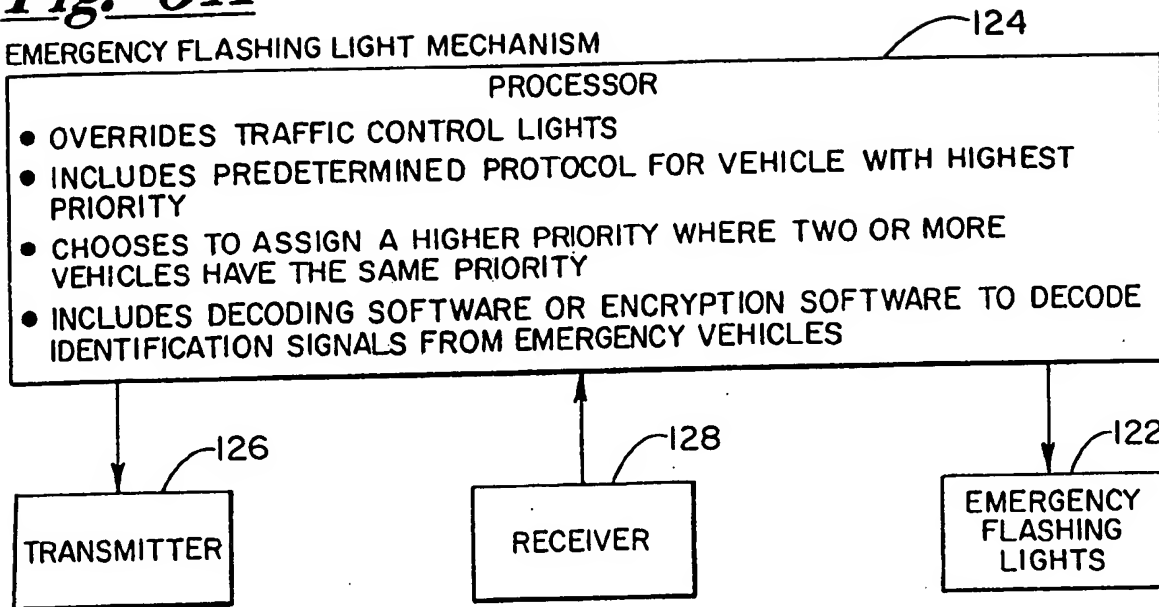 Fig.
124
EMERGENCY FLASHING LIGHT MECHANISM
PROCESSOR
• OVERRIDES TRAFFIC CONTROL LIGHTS
• INCLUDES PREDETERMINED PROTOCOL FOR VEHICLE WITH HIGHEST
PRIORITY
• CHOOSES TO ASSIGN A HIGHER PRIORITY WHERE TWO OR MORE
VEHICLES HAVE THE SAME PRIORITY
• INCLUDES DECODING SOFTWARE OR ENCRYPTION SOFTWARE TO DECODE
IDENTIFICATION SIGNALS FROM EMERGENCY VEHICLES
126
128
122
TRANSMITTER
RECEIVER
EMERGENCY
FLASHING
LIGHTS